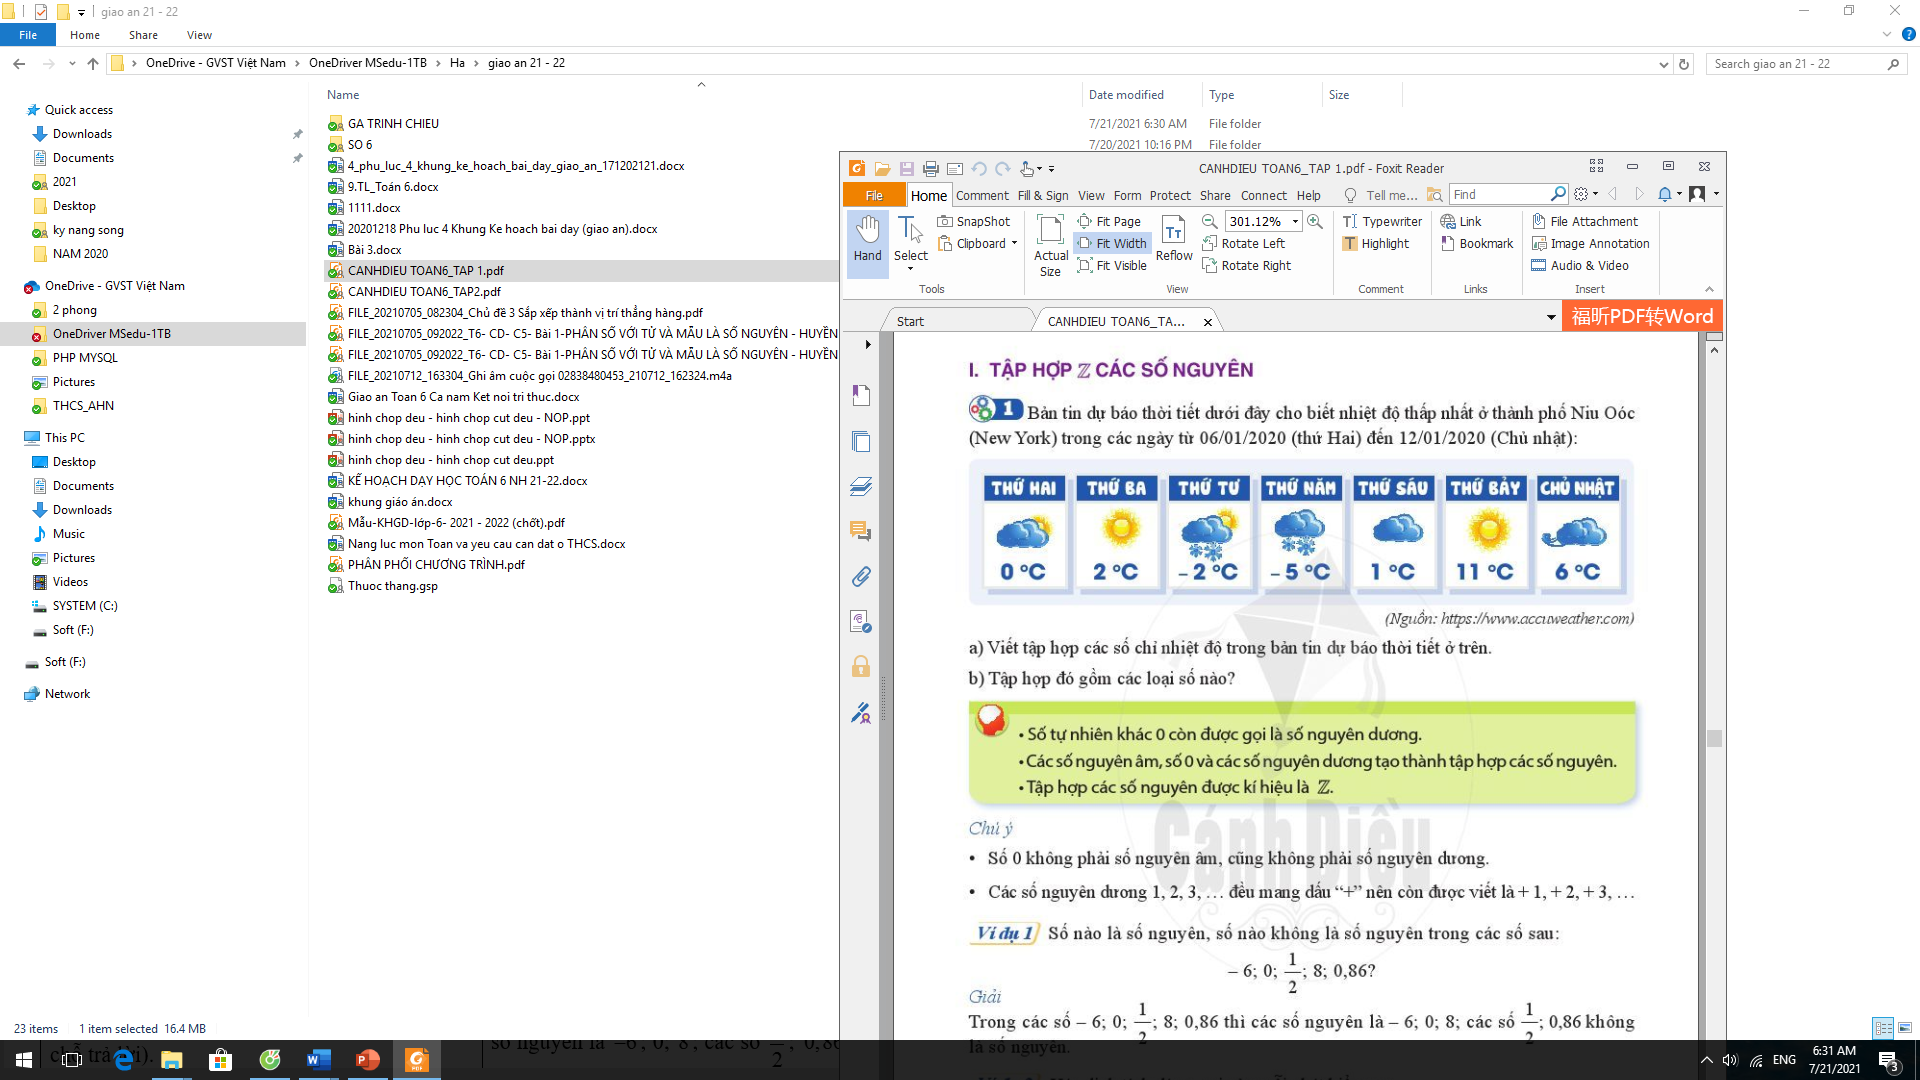 giao an 21 - 22
File Home Share View
OneDrive - GVST Việt Nam > OneDriver MSedu-1TB > Ha > giao an 21 - 22
Search giao an 21 - 22
Quick access
Downloads
Documents
2021
Desktop
ky nang song
NAM 2020
OneDrive - GVST Việt Nam
2 phong
OneDriver MSedu-1TB
PHP MYSQL
Pictures
THCS_AHN
This PC
Desktop
Documents
Downloads
Music
Pictures
Videos
SYSTEM (C:)
Soft (F:)
Soft (F:)
Network
Name Date modified Type Size
GA TRINH CHIEU 7/21/2021 6:30 AM File folder
SO 6 7/20/2021 10:16 PM File folder
4_phu_luc_4_khung_ke_hoach_bai_day_giao_an_171202121.docx
9.TL_Toán 6.docx
1111.docx
20201218 Phu luc 4 Khung Ke hoach bai day (giao an).docx
Bài 3.docx
CANHDIEU TOAN6_TAP 1.pdf
CANHDIEU TOAN6_TAP2.pdf
FILE_20210705_082304_Chủ đề 3 Sắp xếp thành vị trí thẳng hàng.pdf
FILE_20210705_092022_T6- CD- C5- Bài 1-PHÂN SỐ VỚI TỬ VÀ MẪU LÀ SỐ NGUYÊN - HUYỀN
FILE_20210705_092022_T6- CD- C5- Bài 1-PHÂN SỐ VỚI TỬ VÀ MẪU LÀ SỐ NGUYÊN - HUYỀN
FILE_20210712_163304_Ghi âm cuộc gọi 02838480453_210712_162324.m4a
Giao an Toan 6 Ca nam Ket noi tri thuc.docx
hinh chop deu - hinh chop cut deu - NOP.ppt
hinh chop deu - hinh chop cut deu - NOP.pptx
hinh chop deu - hinh chop cut deu.ppt
KẾ HOẠCH DẠY HỌC TOÁN 6 NH 21-22.docx
khung giáo án.docx
Mẫu-KHGD-lớp-6- 2021 - 2022 (chốt).pdf
Nang luc mon Toan va yeu cau can dat o THCS.docx
PHÂN PHỐI CHƯƠNG TRÌNH.pdf
Thuoc thang.gsp
23 items 1 item selected 16.4 MB
CANHDIEU TOAN6_TAP 1.pdf - Foxit Reader
File Home Comment Fill & Sign View Form Protect Share Connect Help Tell me... Find
Hand Select SnapShot Clipboard
Tools
Actual Size Fit Page Fit Width Fit Visible Reflow 301.12% Rotate Left Rotate Right
View
Typewriter Highlight
Comment
Link Bookmark
Links
File Attachment Image Annotation Audio & Video
Insert
Start CANHDIEU TOAN6_TA... 福昕PDF转Word
I. TẬP HỢP ℤ CÁC SỐ NGUYÊN
1 Bản tin dự báo thời tiết dưới đây cho biết nhiệt độ thấp nhất ở thành phố Niu Oóc
(New York) trong các ngày từ 06/01/2020 (thứ Hai) đến 12/01/2020 (Chủ nhật):
THỨ HAI THỨ BA THỨ TƯ THỨ NĂM THỨ SÁU THỨ BẢY CHỦ NHẬT
0 °C 2 °C – 2 °C – 5 °C 1 °C 11 °C 6 °C
(Nguồn: https://www.accuweather.com)
a) Viết tập hợp các số chỉ nhiệt độ trong bản tin dự báo thời tiết ở trên.
b) Tập hợp đó gồm các loại số nào?
• Số tự nhiên khác 0 còn được gọi là số nguyên dương.
• Các số nguyên âm, số 0 và các số nguyên dương tạo thành tập hợp các số nguyên.
• Tập hợp các số nguyên được kí hiệu là ℤ.
Cánh Diều
Chú ý
• Số 0 không phải số nguyên âm, cũng không phải số nguyên dương.
• Các số nguyên dương 1, 2, 3, … đều mang dấu “+” nên còn được viết là + 1, + 2, + 3, …
Ví dụ 1 Số nào là số nguyên, số nào không là số nguyên trong các số sau:
– 6; 0; 1/2; 8; 0,86?
Giải
Trong các số – 6; 0; 1/2; 8; 0,86 thì các số nguyên là – 6; 0; 8; các số 1/2; 0,86 không
là số nguyên.
ENG 6:31 AM
7/21/2021
3